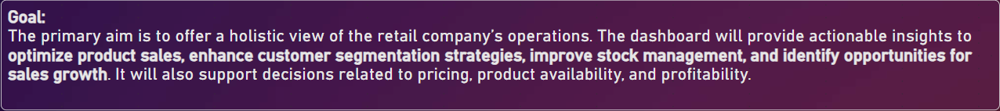 Goal:
The primary aim is to offer a holistic view of the retail company's operations. The dashboard will provide actionable insights to
optimize product sales, enhance customer segmentation strategies, improve stock management, and identify opportunities for
sales growth. It will also support decisions related to pricing, product availability, and profitability.